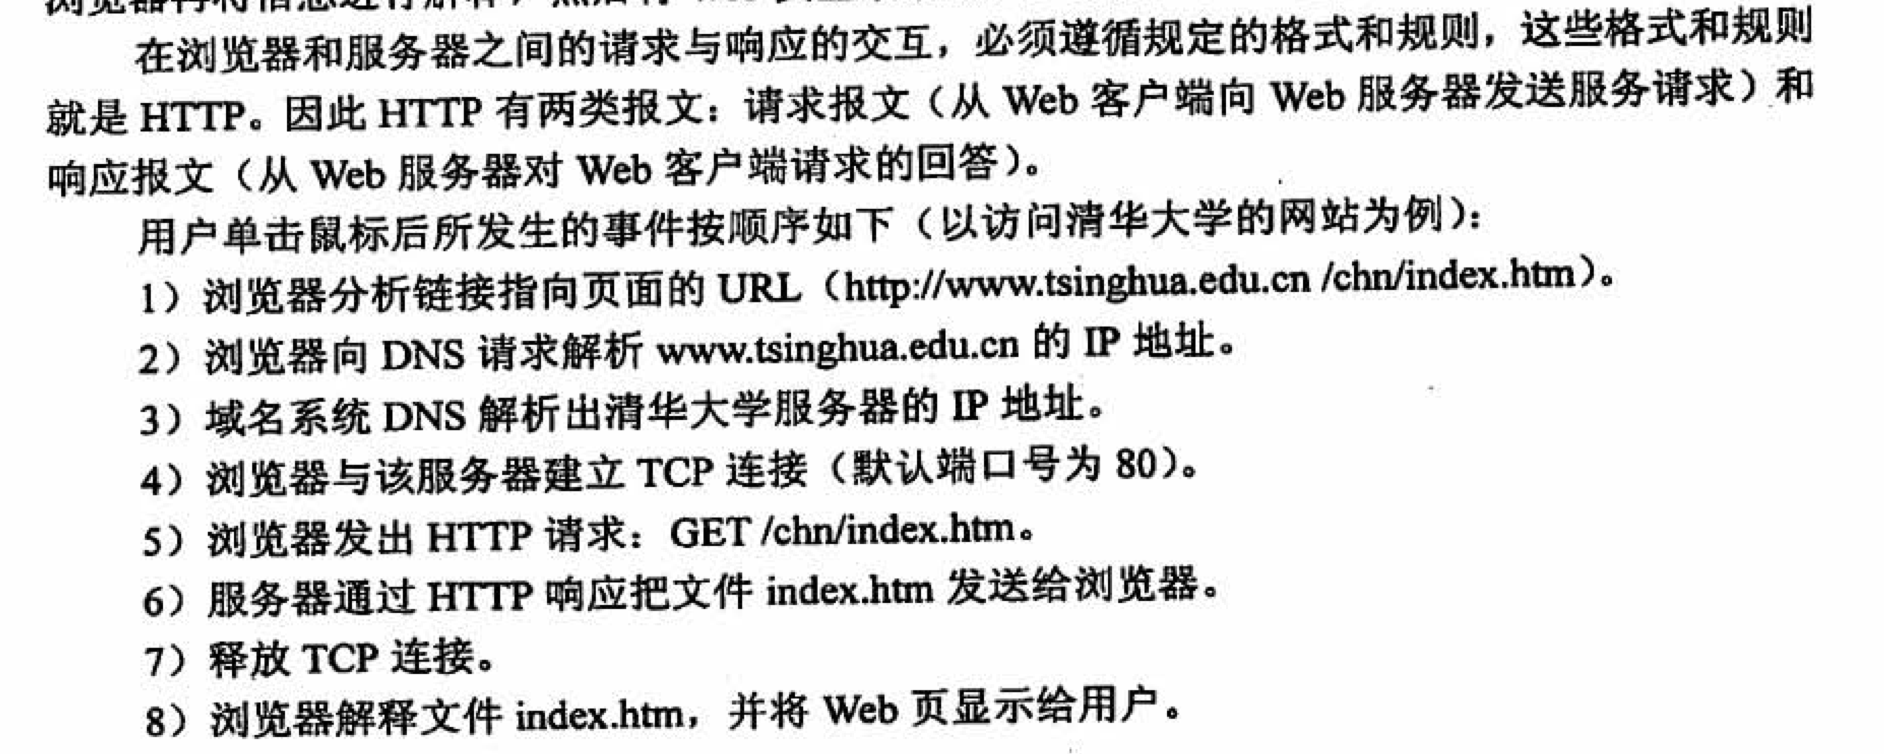 在浏览器和服务器之间的请求与响应的交互，必须遵循规定的格式和规则，这些格式和规则
就是 HTTP。因此 HTTP 有两类报文：请求报文（从 Web 客户端向 Web 服务器发送服务请求）和
响应报文（从 Web 服务器对 Web 客户端请求的回答）。
用户单击鼠标后所发生的事件按顺序如下（以访问清华大学的网站为例）：
1）浏览器分析链接指向页面的 URL（http://www.tsinghua.edu.cn /chn/index.htm）。
2）浏览器向 DNS 请求解析 www.tsinghua.edu.cn 的 IP 地址。
3）域名系统 DNS 解析出清华大学服务器的 IP 地址。
4）浏览器与该服务器建立 TCP 连接（默认端口号为 80）。
5）浏览器发出 HTTP 请求：GET /chn/index.htm。
6）服务器通过 HTTP 响应把文件 index.htm 发送给浏览器。
7）释放 TCP 连接。
8）浏览器解释文件 index.htm，并将 Web 页显示给用户。